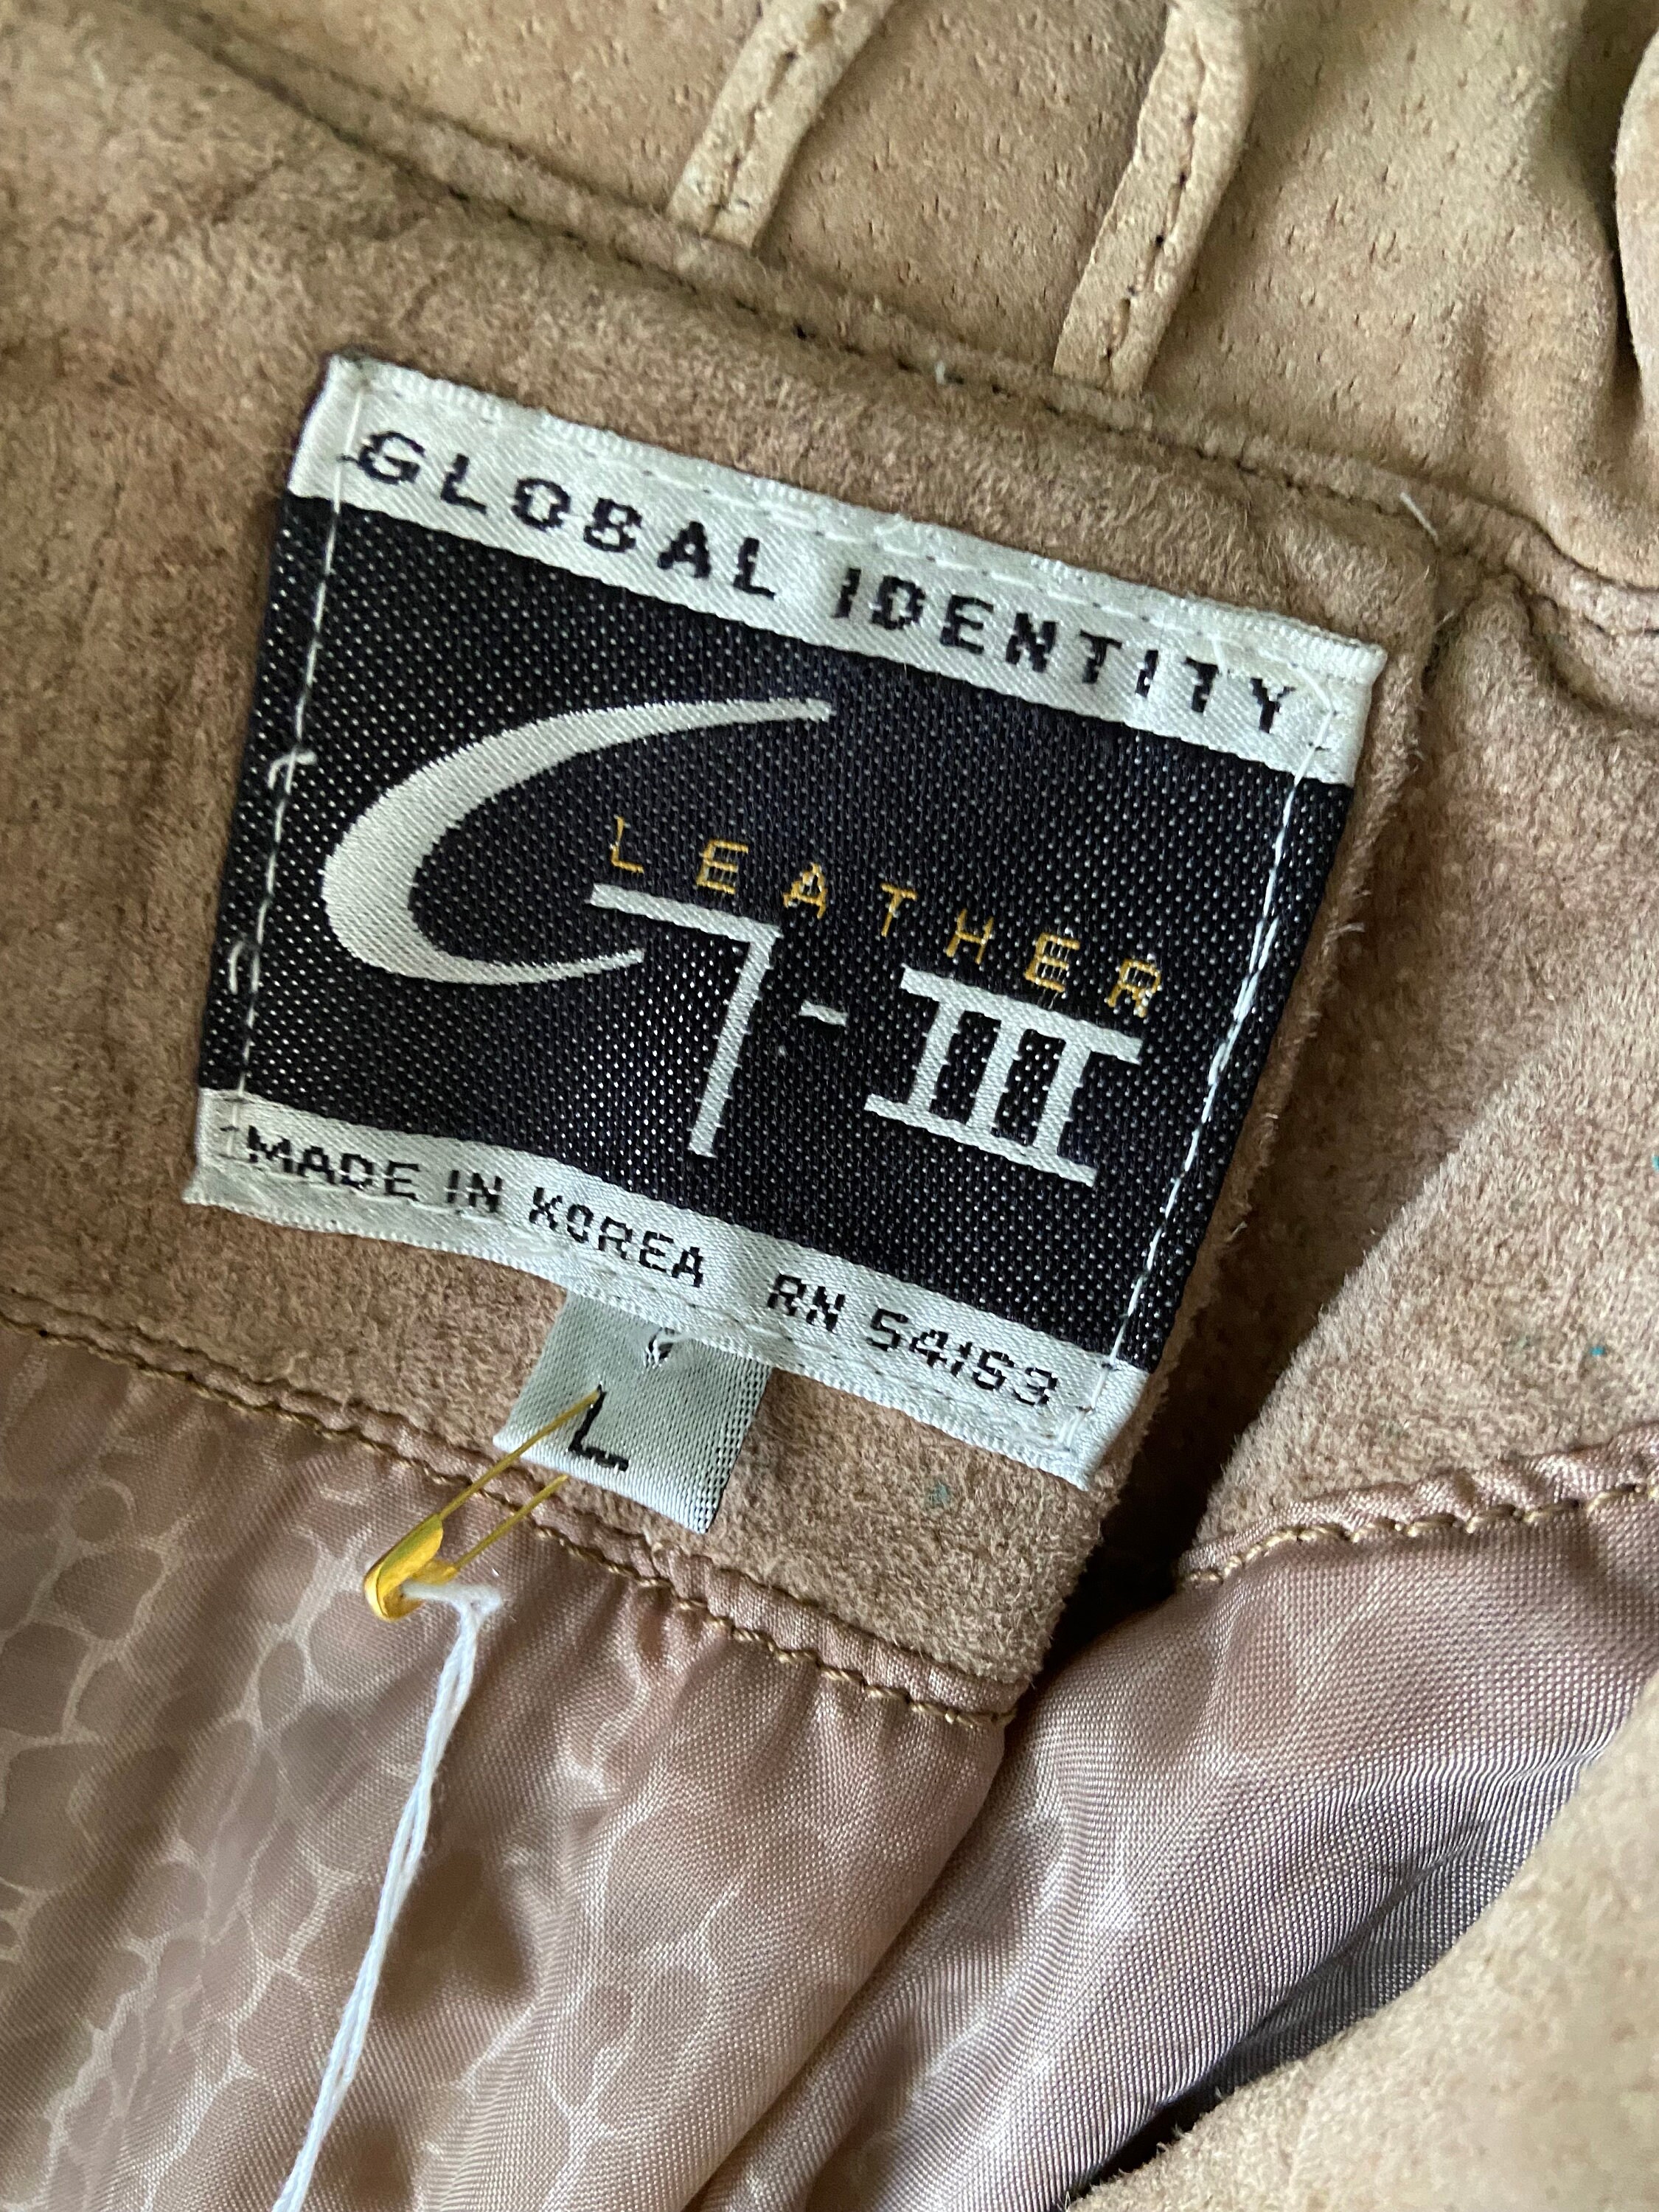 GLOBAL IDENTITY
LEATHER
G-III
MADE IN KOREA RN 54163
L